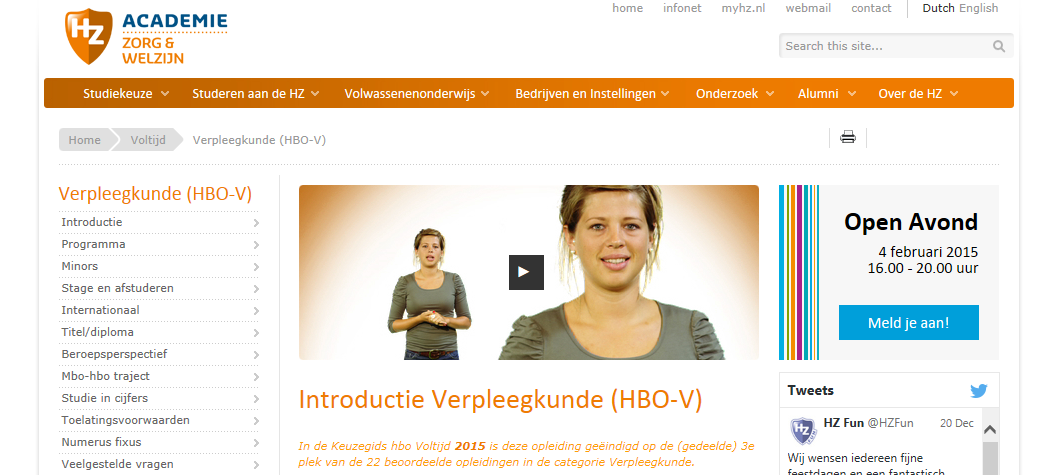 HZ ACADEMIE
ZORG &
WELZIJN
home infonet myhz.nl webmail contact Dutch English
Search this site...
Studiekeuze Studeren aan de HZ Volwassenenonderwijs Bedrijven en Instellingen Onderzoek Alumni Over de HZ
Home Voltijd Verpleegkunde (HBO-V)
Verpleegkunde (HBO-V)
Introductie
Programma
Minors
Stage en afstuderen
Internationaal
Titel/diploma
Beroepsperspectief
Mbo-hbo traject
Studie in cijfers
Toelatingsvoorwaarden
Numerus fixus
Veelgestelde vragen
Introductie Verpleegkunde (HBO-V)
In de Keuzegids hbo Voltijd 2015 is deze opleiding geëindigd op de (gedeelde) 3e
plek van de 22 beoordeelde opleidingen in de categorie Verpleegkunde.
Open Avond
4 februari 2015
16.00 - 20.00 uur
Meld je aan!
Tweets
HZ HZ Fun @HZFun 20 Dec
Wij wensen iedereen fijne
feestdagen en een fantastisch